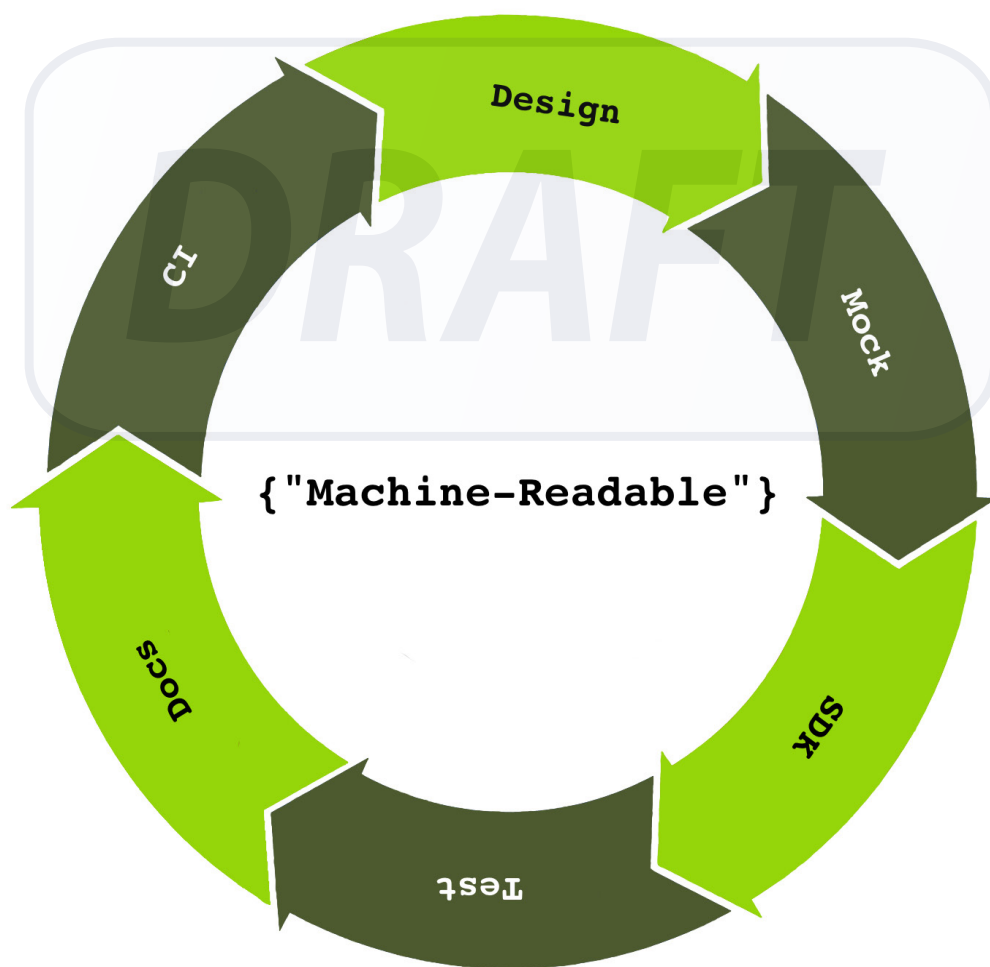 Design
DRAFT
Mock
CI
{"Machine-Readable"}
SDK
Docs
Test